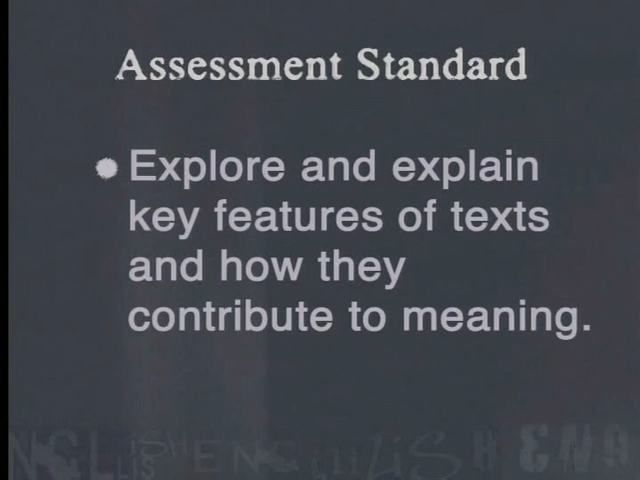 Assessment Standard
Explore and explain
key features of texts
and how they
contribute to meaning.